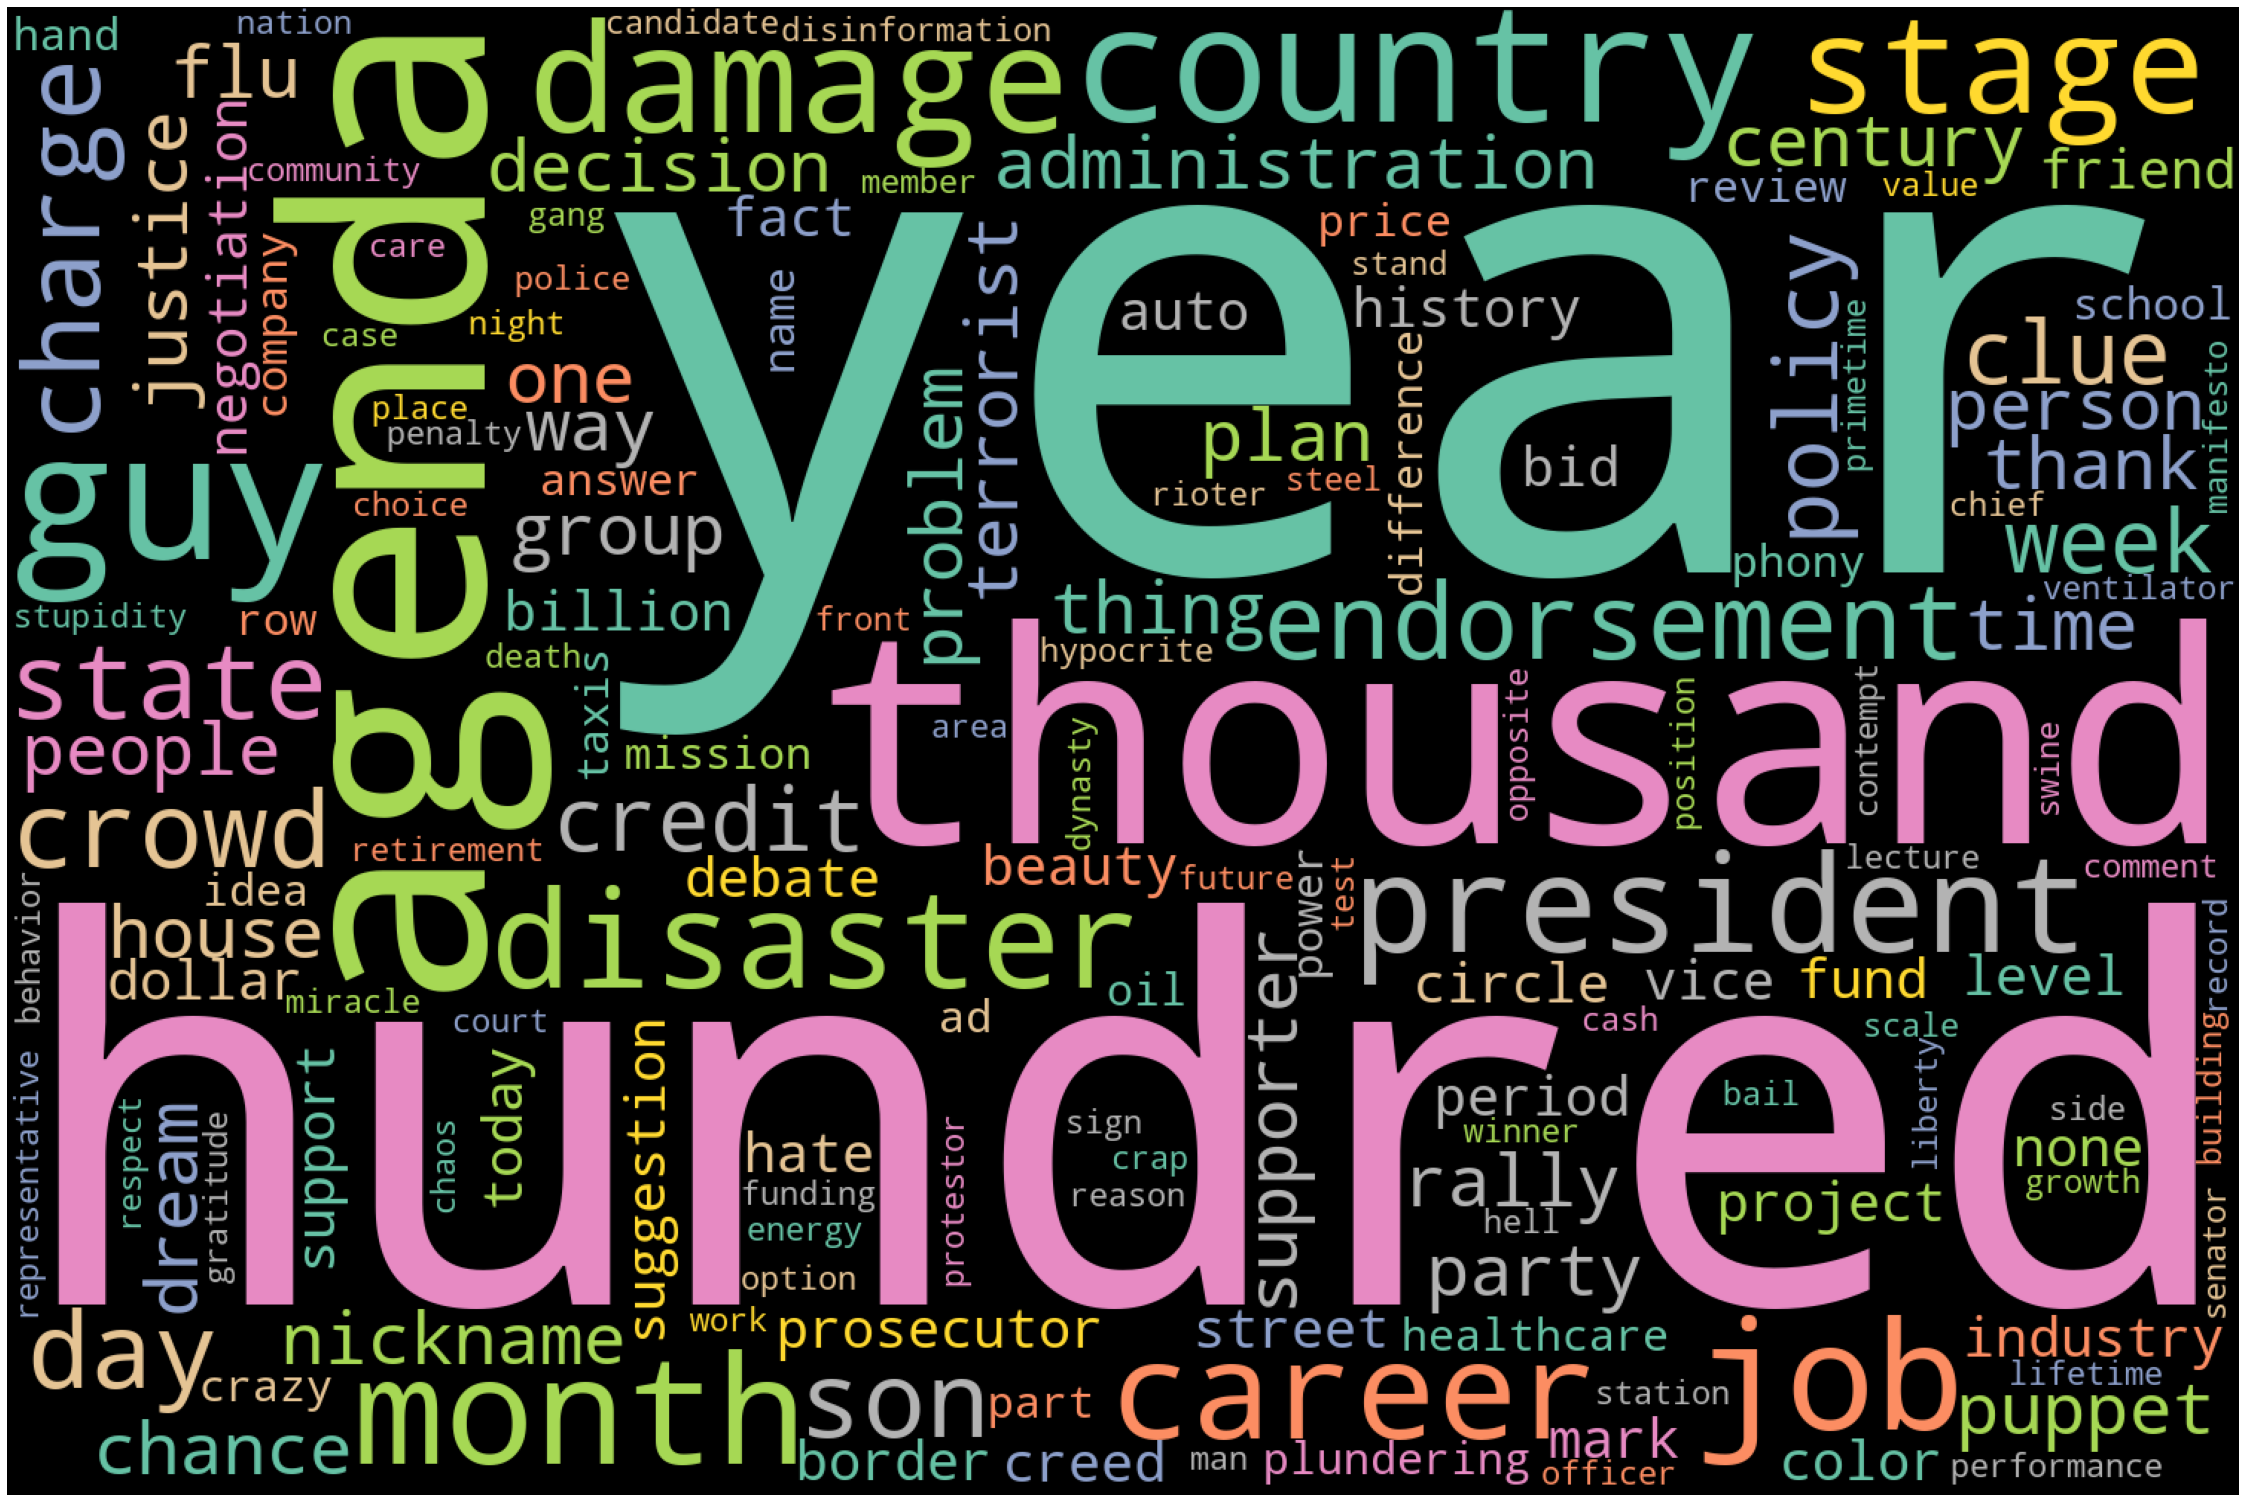 hand
nation
candidate
disinformation
country
stage
charge
flu
agenda
damage
justice
negotiation
community
decision
member
administration
century
friend
review
value
gang
fact
price
care
police
name
terrorist
stand
auto
history
policy
school
company
case
night
year
primetime
clue
manifesto
one
problem
difference
place
penalty
way
plan
person
answer
bid
thank
guy
choice
group
rioter
steel
chief
week
phony
ventilator
stupidity
row
billion
front
thing
endorsement
time
death
hypocrite
state
taxis
thousand
opposite
position
contempt
swine
people
mission
area
dynasty
crowd
credit
retirement
debate
beauty
future
power
test
president
lecture
comment
idea
behavior
house
disaster
record
dollar
miracle
oil
circle
vice
fund
level
court
ad
cash
scale
building
hundred
supporter
representative
respect
dream
gratitude
support
chaos
today
suggestion
hate
funding
energy
option
protestor
sign
crap
reason
period
winner
rally
hell
party
bail
liberty
project
side
none
growth
senator
day
nickname
work
prosecutor
street
healthcare
job
industry
crazy
month
son
part
career
station
lifetime
puppet
chance
border
creed
man
plundering
mark
officer
color
performance